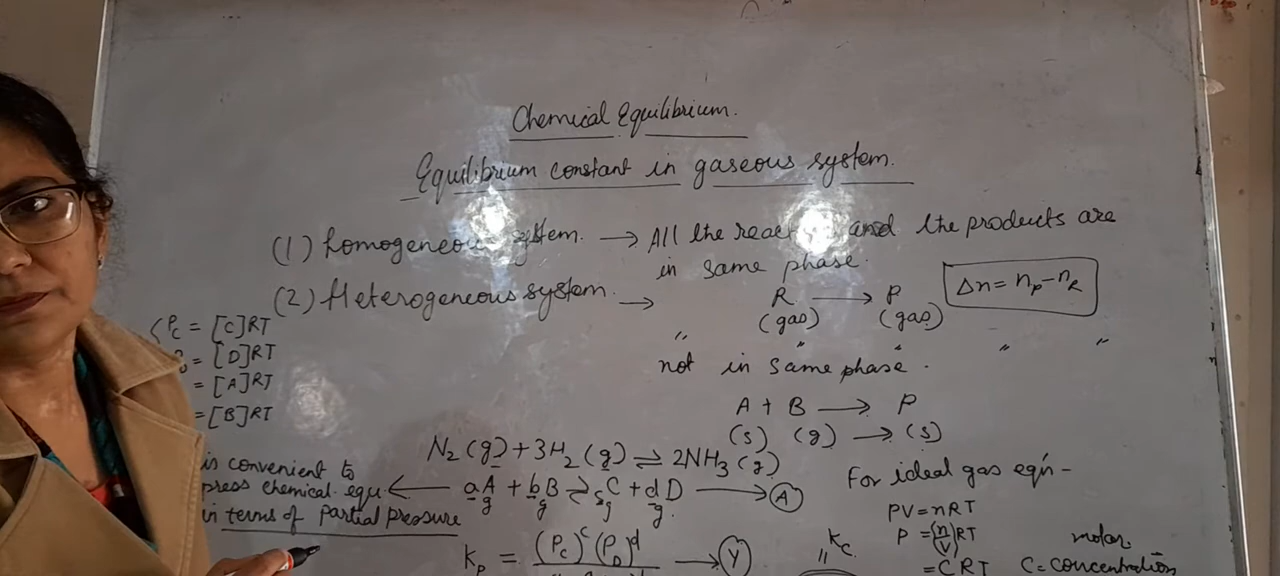 Chemical Equilibrium.
Equilibrium constant in gaseous system.
(1) homogeneous system. → All the reac and the products are
in same phase.
(2) Heterogeneous system. →
R → P
(gas) (gas)
Δn = nP - nR
" " " " "
not in same phase.
A + B → P
(s) (g) → (s)
PC = [C]RT
= [D]RT
= [A]RT
= [B]RT
N2(g) + 3H2(g) ⇌ 2NH3(g)
aA + bB ⇌ C + dD → (A)
g g g g
is convenient to
press chemical equ ←
in terms of partial pressure
KP = (PC)^c (PD)^d → (Y)
KC
"
For ideal gas eqn -
PV = nRT
P = (n/V)RT
= CRT
molar
C = concentration